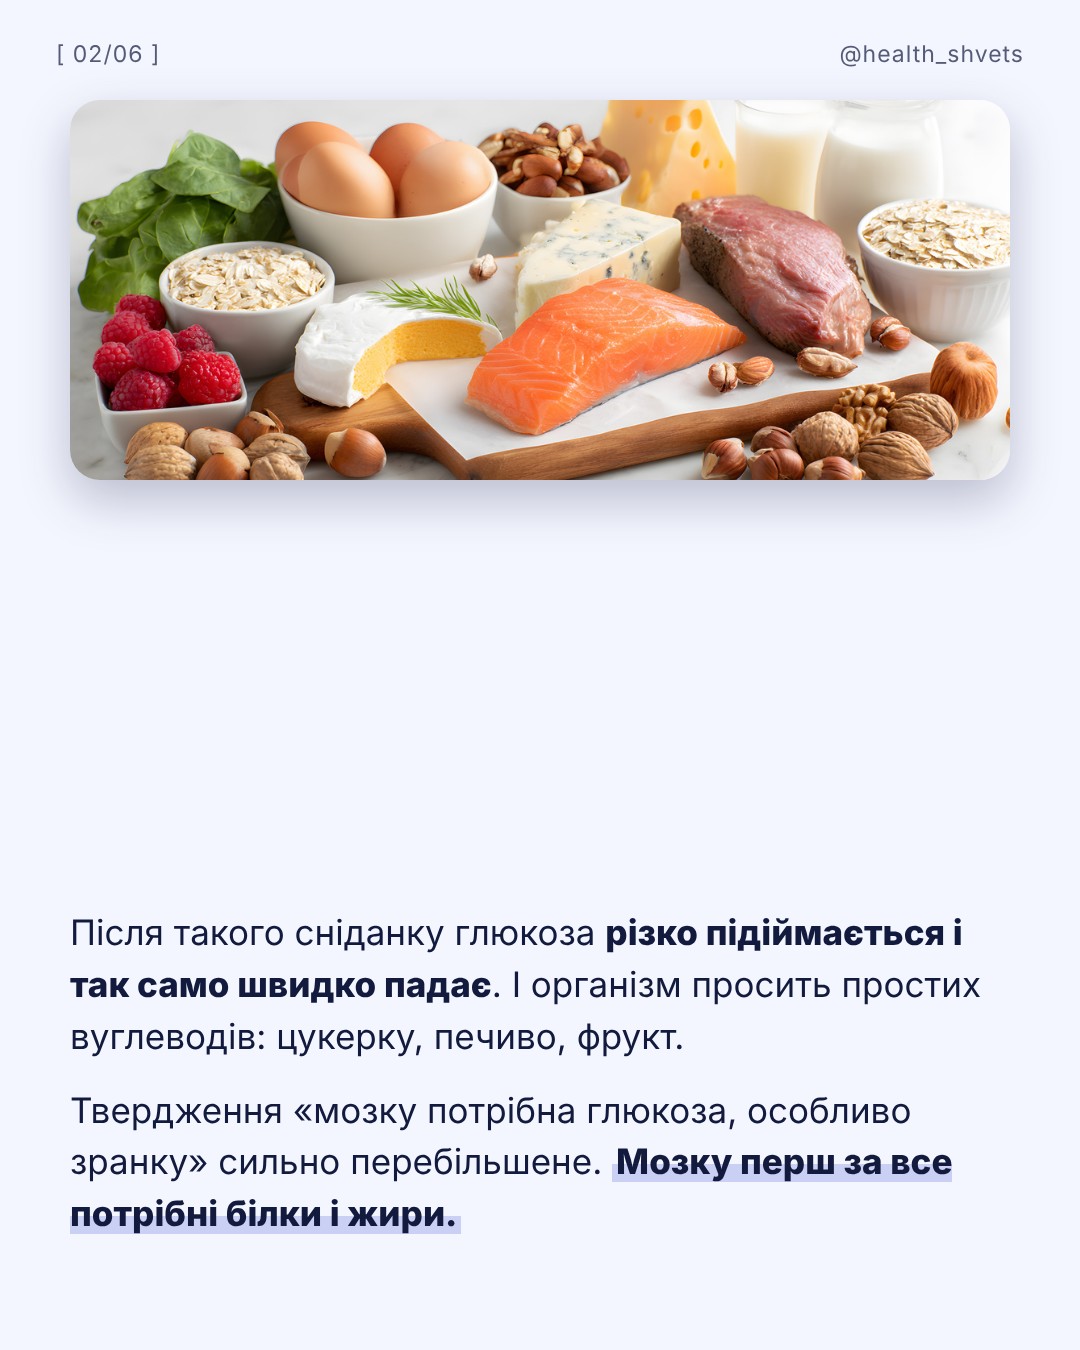 [ 02/06 ]
@health_shvets
Після такого сніданку глюкоза різко підіймається і
так само швидко падає. І організм просить простих
вуглеводів: цукерку, печиво, фрукт.
Твердження «мозку потрібна глюкоза, особливо
зранку» сильно перебільшене. Мозку перш за все
потрібні білки і жири.